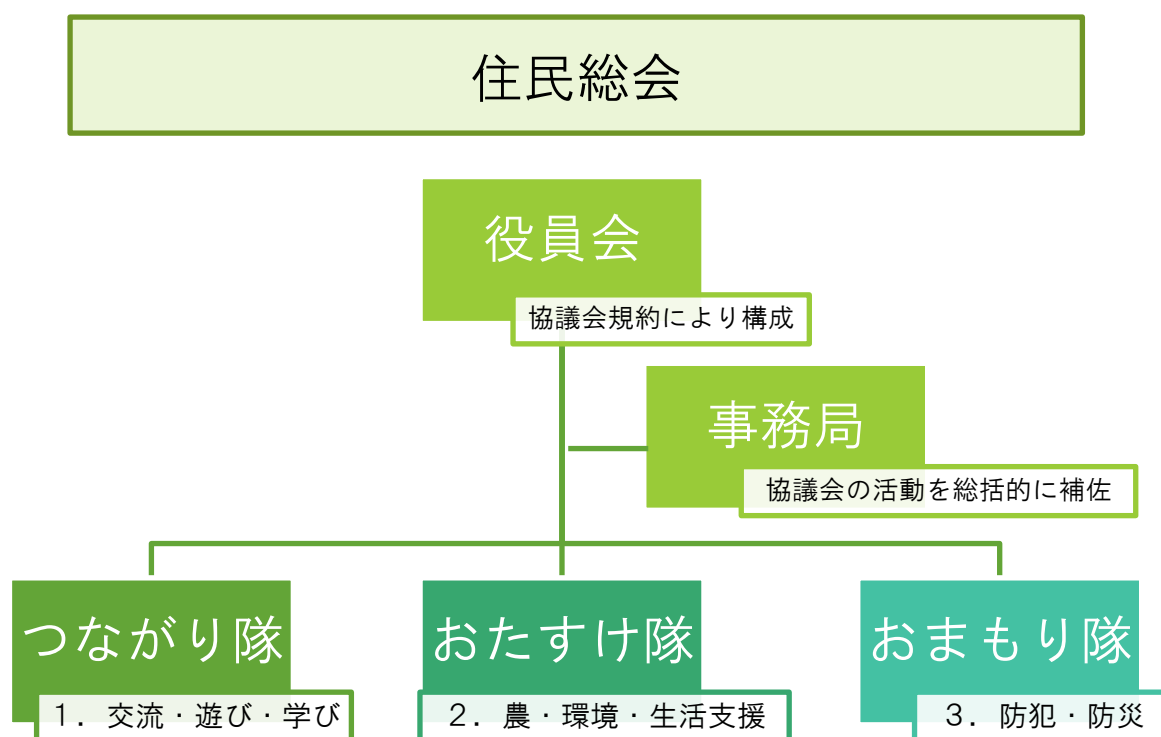 住民総会
役員会
協議会規約により構成
事務局
協議会の活動を総括的に補佐
つながり隊
1．交流・遊び・学び
おたすけ隊
2．農・環境・生活支援
おまもり隊
3．防犯・防災